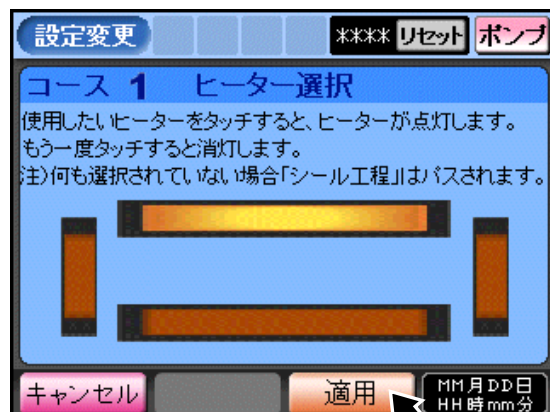 設定変更
**** リセット ポンプ
コース 1 ヒーター選択
使用したいヒーターをタッチすると、ヒーターが点灯します。
もう一度タッチすると消灯します。
注)何も選択されていない場合「シール工程」はパスされます。
キャンセル
適用
MM月DD日
HH時mm分